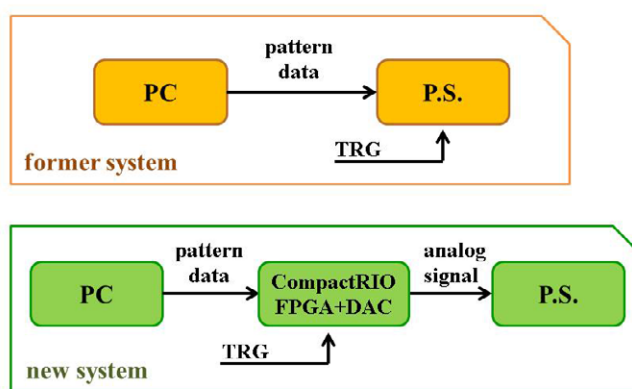 pattern
data
PC
P.S.
TRG
former system
pattern
data
analog
signal
PC
CompactRIO
FPGA+DAC
P.S.
TRG
new system